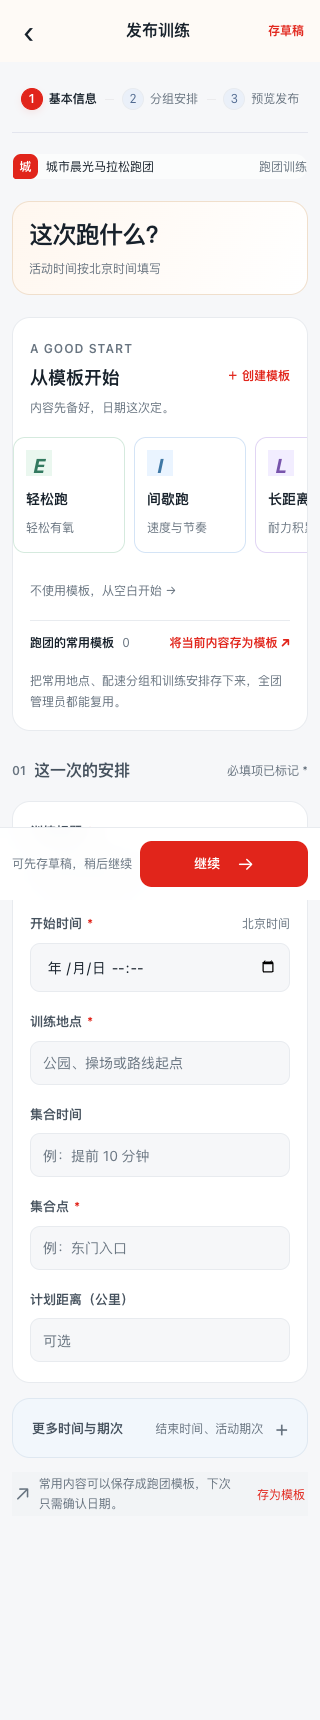 发布训练
存草稿
1 基本信息
2 分组安排
3 预览发布
城 城市晨光马拉松跑团 跑团训练
这次跑什么?
活动时间按北京时间填写
A GOOD START
从模板开始
+ 创建模板
内容先备好，日期这次定。
E
轻松跑
轻松有氧
I
间歇跑
速度与节奏
L
长距离
耐力积
不使用模板，从空白开始 →
跑团的常用模板 0
将当前内容存为模板 ↗
把常用地点、配速分组和训练安排存下来，全团
管理员都能复用。
01 这一次的安排
必填项已标记 *
可先存草稿，稍后继续
继续 →
开始时间 *
北京时间
年 /月/日 --:--
训练地点 *
公园、操场或路线起点
集合时间
例：提前 10 分钟
集合点 *
例：东门入口
计划距离（公里）
可选
更多时间与期次
结束时间、活动期次 +
↗ 常用内容可以保存成跑团模板，下次
只需确认日期。
存为模板